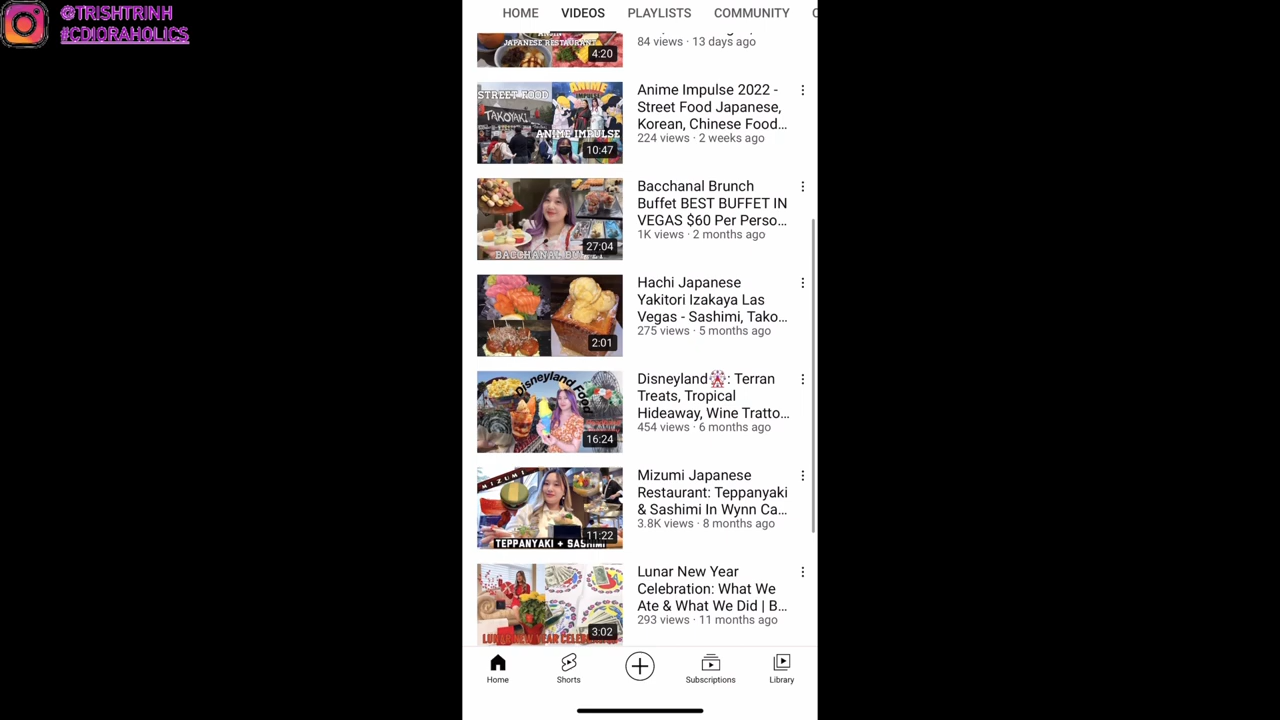 @TRISHTRINH
#CDIORAHOLICS
HOME VIDEOS PLAYLISTS COMMUNITY
JAPANESE RESTAURANT
4:20
84 views · 13 days ago
STREET FOOD
TAKOYAKI
ANIME
IMPULSE
ANIME IMPULSE
10:47
Anime Impulse 2022 -
Street Food Japanese,
Korean, Chinese Food...
224 views · 2 weeks ago
BACCHANAL BUFFET
27:04
Bacchanal Brunch
Buffet BEST BUFFET IN
VEGAS $60 Per Perso...
1K views · 2 months ago
2:01
Hachi Japanese
Yakitori Izakaya Las
Vegas - Sashimi, Tako...
275 views · 5 months ago
Disneyland Food
16:24
Disneyland🎡: Terran
Treats, Tropical
Hideaway, Wine Tratto...
454 views · 6 months ago
MIZUMI
11:22
TEPPANYAKI + SASHIMI
Mizumi Japanese
Restaurant: Teppanyaki
& Sashimi In Wynn Ca...
3.8K views · 8 months ago
3:02
LUNAR NEW YEAR CELEB
Lunar New Year
Celebration: What We
Ate & What We Did | B...
293 views · 11 months ago
Home Shorts Subscriptions Library